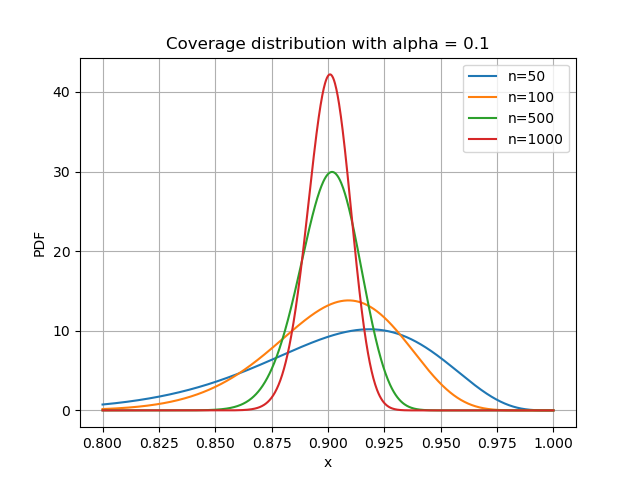 Coverage distribution with alpha = 0.1
n=50
n=100
n=500
n=1000
PDF
40
30
20
10
0
0.800 0.825 0.850 0.875 0.900 0.925 0.950 0.975 1.000
x